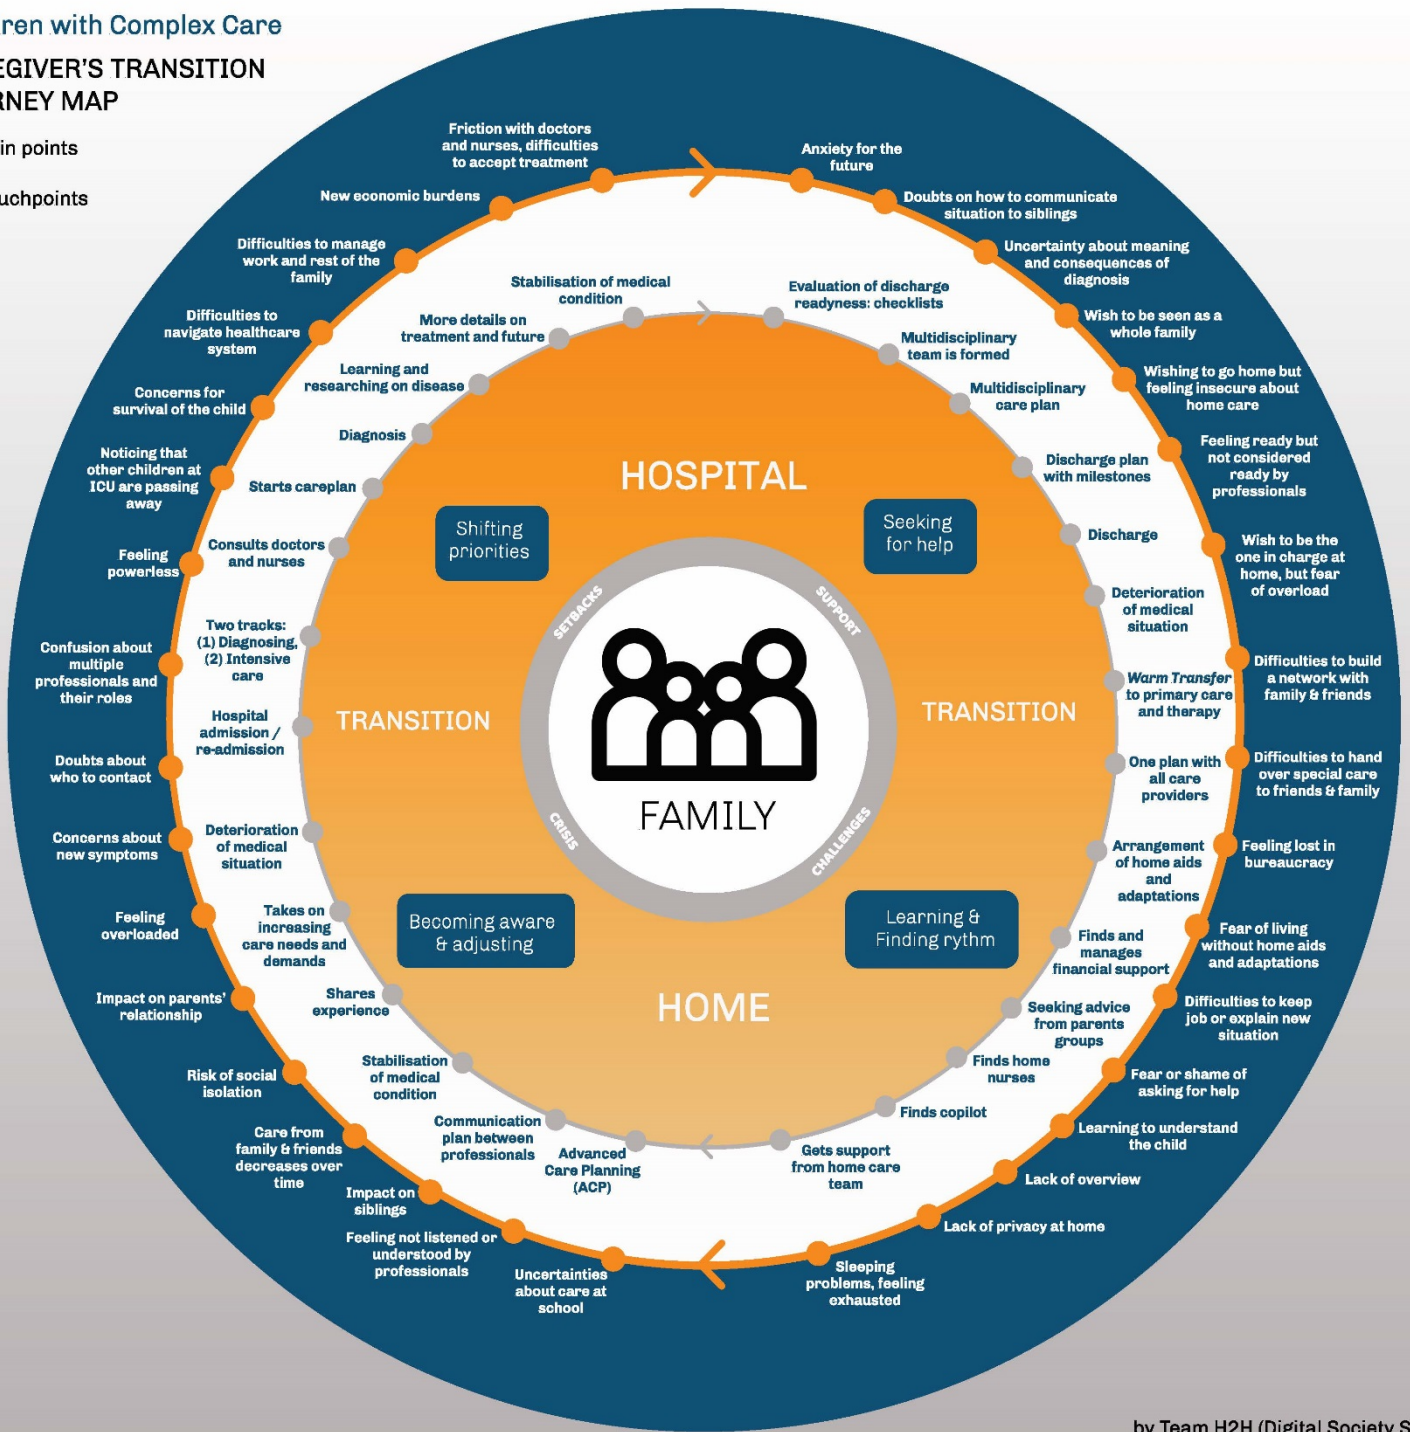 ren with Complex Care
EGIVER'S TRANSITION
RNEY MAP
in points
uchpoints
Friction with doctors
and nurses, difficulties
to accept treatment
New economic burdens
Difficulties to manage
work and rest of the
family
Difficulties to
navigate healthcare
system
Concerns for
survival of the child
Noticing that
other children at
ICU are passing
away
Feeling
powerless
Confusion about
multiple
professionals and
their roles
Doubts about
who to contact
Concerns about
new symptoms
Feeling
overloaded
Impact on parents'
relationship
Risk of social
isolation
Care from
family & friends
decreases over
time
Impact on
siblings
Feeling not listened or
understood by
professionals
Uncertainties
about care at
school
Anxiety for the
future
Doubts on how to communicate
situation to siblings
Uncertainty about meaning
and consequences of
diagnosis
Wish to be seen as a
whole family
Wishing to go home but
feeling insecure about
home care
Feeling ready but
not considered
ready by
professionals
Wish to be the
one in charge at
home, but fear
of overload
Difficulties to build
a network with
family & friends
Difficulties to hand
over special care
to friends & family
Feeling lost in
bureaucracy
Fear of living
without home aids
and adaptations
Difficulties to keep
job or explain new
situation
Fear or shame of
asking for help
Learning to understand
the child
Lack of overview
Lack of privacy at home
Sleeping
problems, feeling
exhausted
Stabilisation of medical
condition
More details on
treatment and future
Learning and
researching on disease
Diagnosis
Starts careplan
Consults doctors
and nurses
Two tracks:
(1) Diagnosing,
(2) Intensive
care
Hospital
admission /
re-admission
Deterioration
of medical
situation
Takes on
increasing
care needs and
demands
Shares
experience
Stabilisation
of medical
condition
Communication
plan between
professionals
Advanced
Care Planning
(ACP)
Evaluation of discharge
readyness: checklists
Multidisciplinary
team is formed
Multidisciplinary
care plan
Discharge plan
with milestones
Discharge
Deterioration
of medical
situation
Warm Transfer
to primary care
and therapy
One plan with
all care
providers
Arrangement
of home aids
and
adaptations
Finds and
manages
financial support
Seeking advice
from parents
groups
Finds home
nurses
Finds copilot
Gets support
from home care
team
HOSPITAL
Shifting
priorities
Seeking
for help
TRANSITION
TRANSITION
SETBACKS
SUPPORT
CRISIS
CHALLENGES
FAMILY
Becoming aware
& adjusting
Learning &
Finding rythm
HOME
by Team H2H (Digital Society S